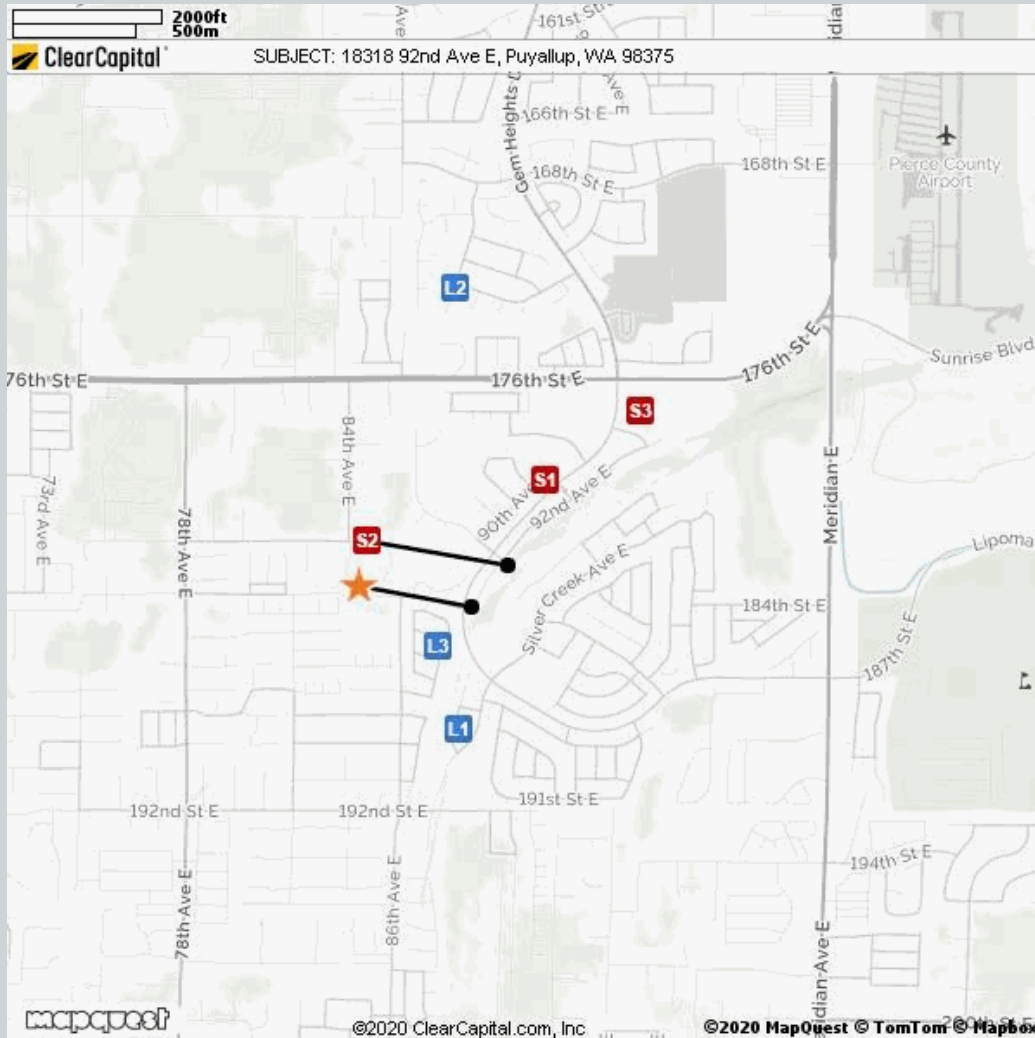 2000ft
500m
ClearCapital
SUBJECT: 18318 92nd Ave E, Puyallup, WA 98375
161st
Gem Heights
Ave E
166th St E
168th St E
168th St E
Pierce County
Airport
L2
176th St E
Sunrise Blvd
76th St E
176th St E
S3
84th Ave E
73rd Ave E
78th Ave E
S1
90th Ave
92nd Ave E
Meridian E
S2
Lipoma
Silver Creek Ave E
184th St E
187th St E
L3
L1
192nd St E
192nd St E
191st St E
194th St E
78th Ave E
86th Ave E
mapquest
©2020 ClearCapital.com, Inc
©2020 MapQuest © TomTom © Mapbox